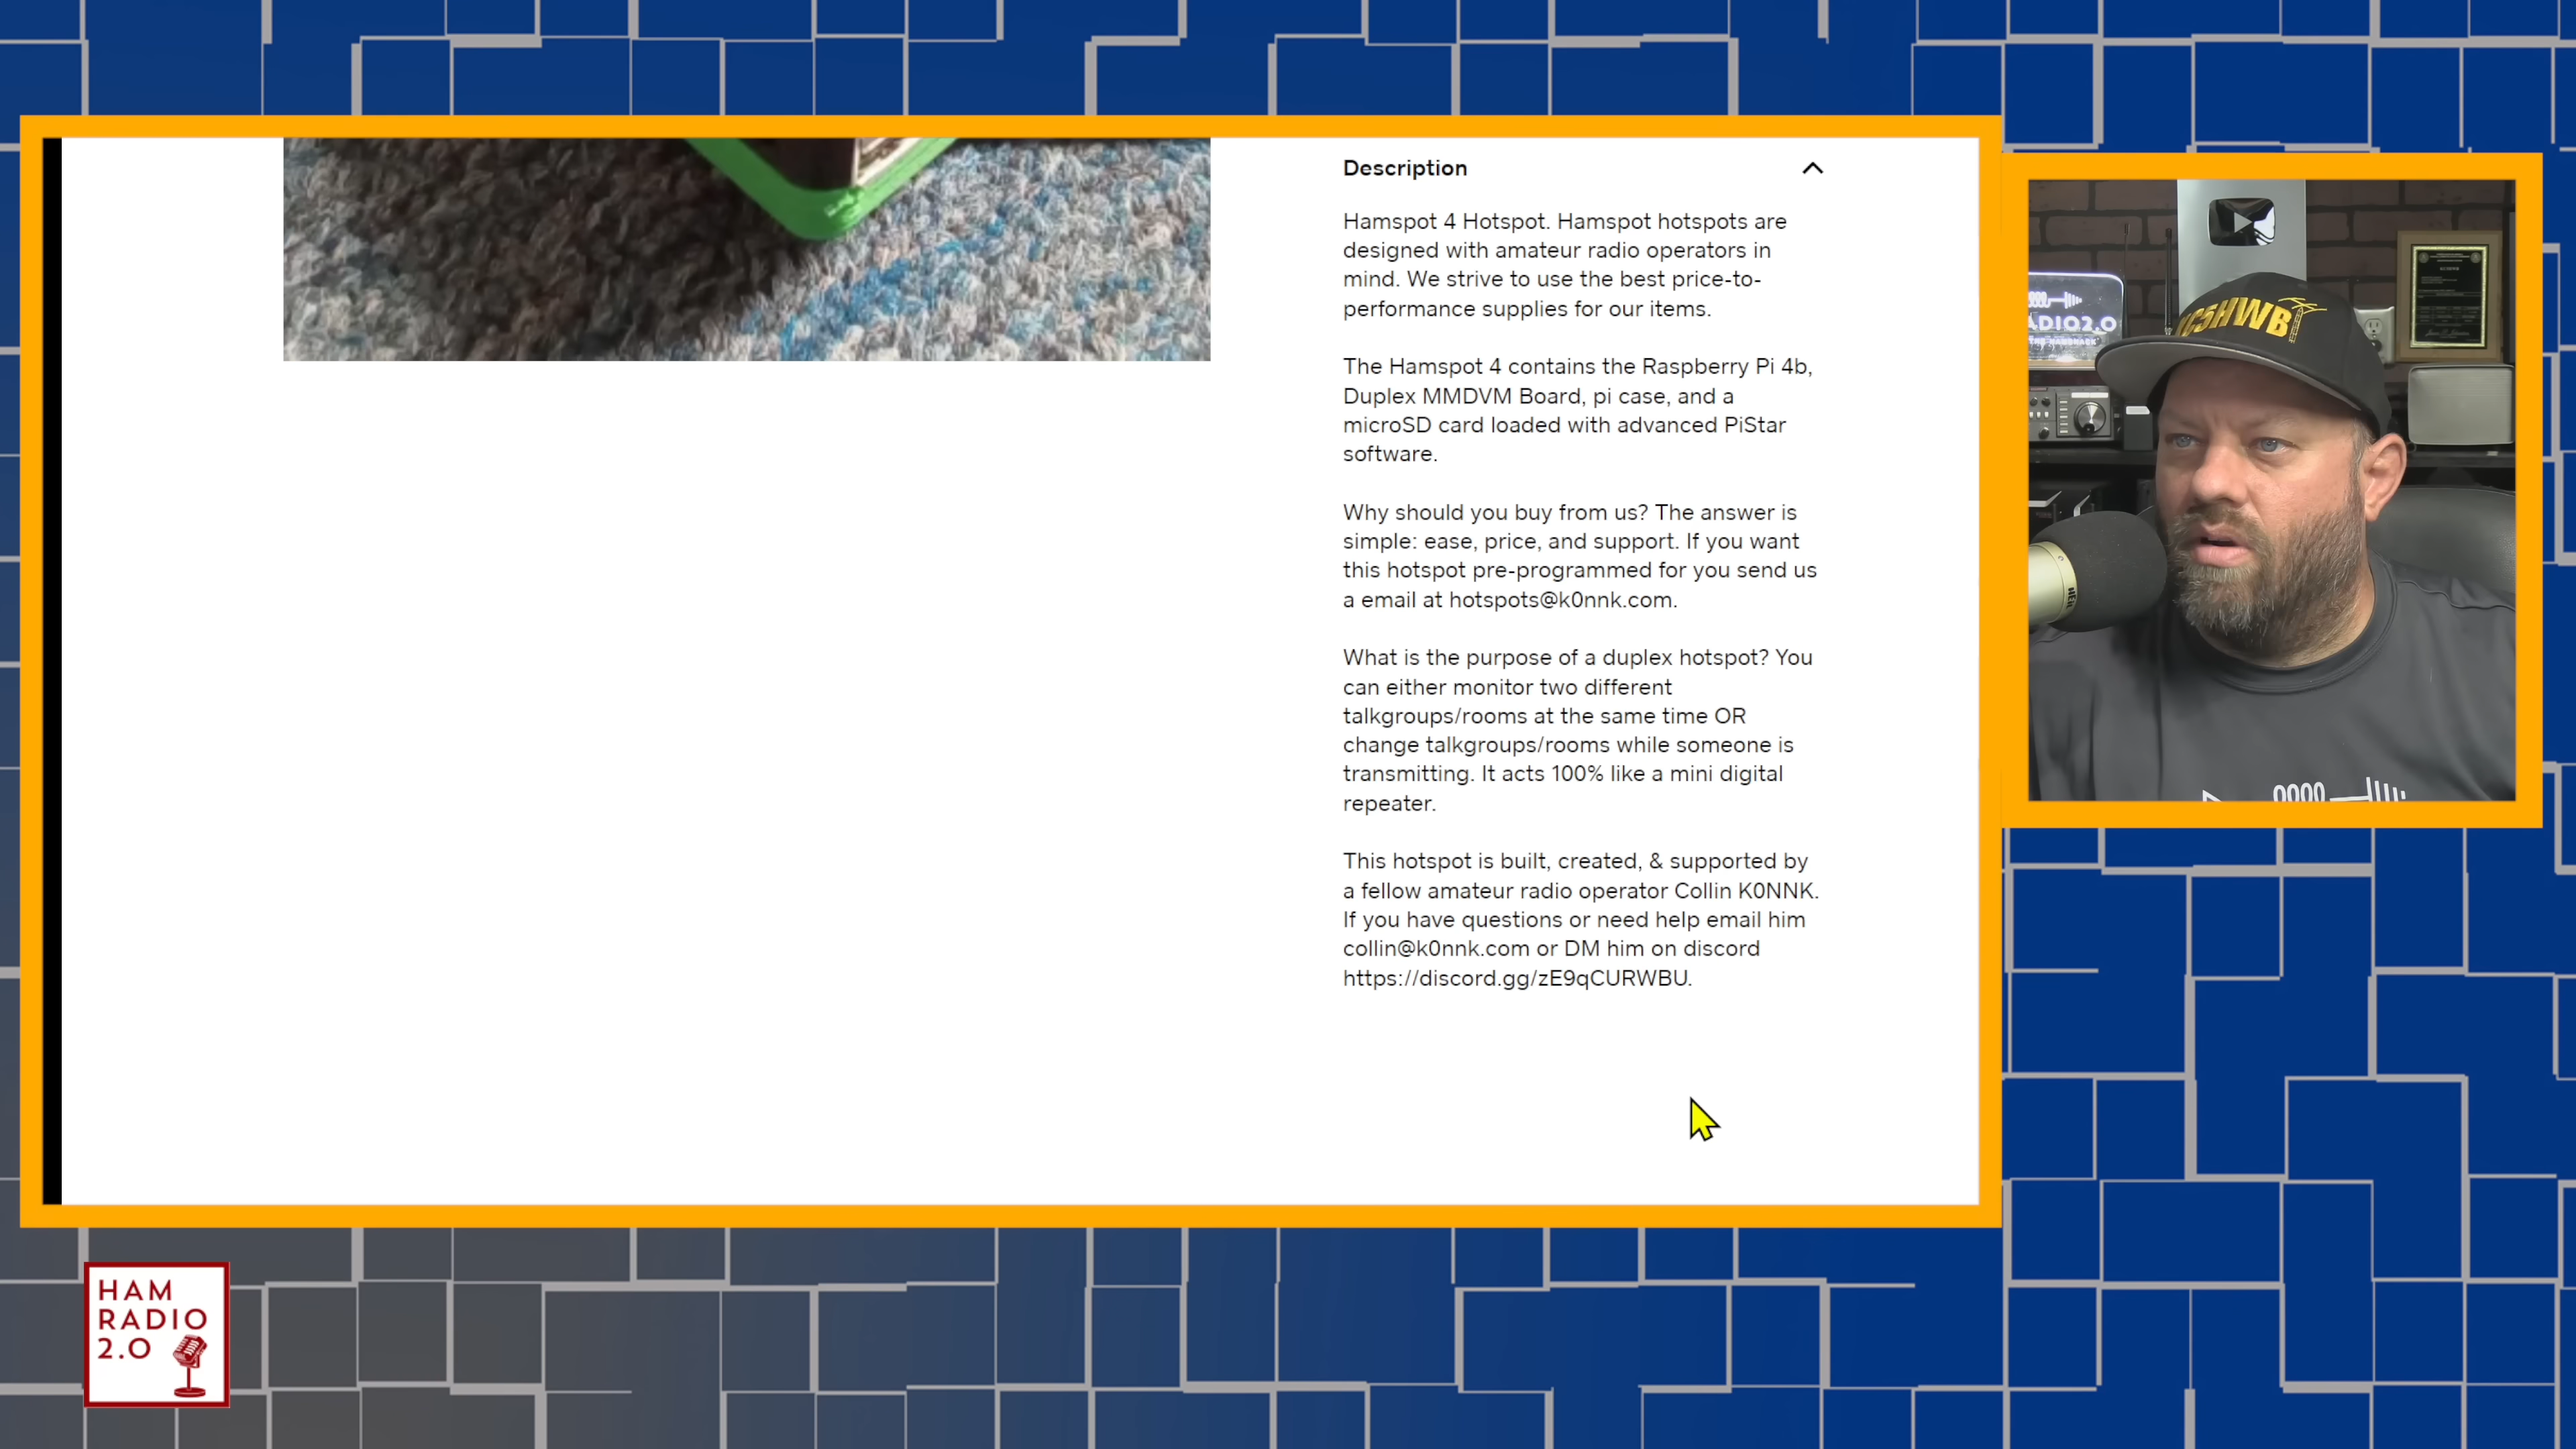 Description
Hamspot 4 Hotspot. Hamspot hotspots are
designed with amateur radio operators in
mind. We strive to use the best price-to-
performance supplies for our items.
The Hamspot 4 contains the Raspberry Pi 4b,
Duplex MMDVM Board, pi case, and a
microSD card loaded with advanced PiStar
software.
Why should you buy from us? The answer is
simple: ease, price, and support. If you want
this hotspot pre-programmed for you send us
a email at hotspots@k0nnk.com.
What is the purpose of a duplex hotspot? You
can either monitor two different
talkgroups/rooms at the same time OR
change talkgroups/rooms while someone is
transmitting. It acts 100% like a mini digital
repeater.
This hotspot is built, created, & supported by
a fellow amateur radio operator Collin K0NNK.
If you have questions or need help email him
collin@k0nnk.com or DM him on discord
https://discord.gg/zE9qCURWBU.
ADIO2.0
C5HWB
HAM
RADIO
2.0